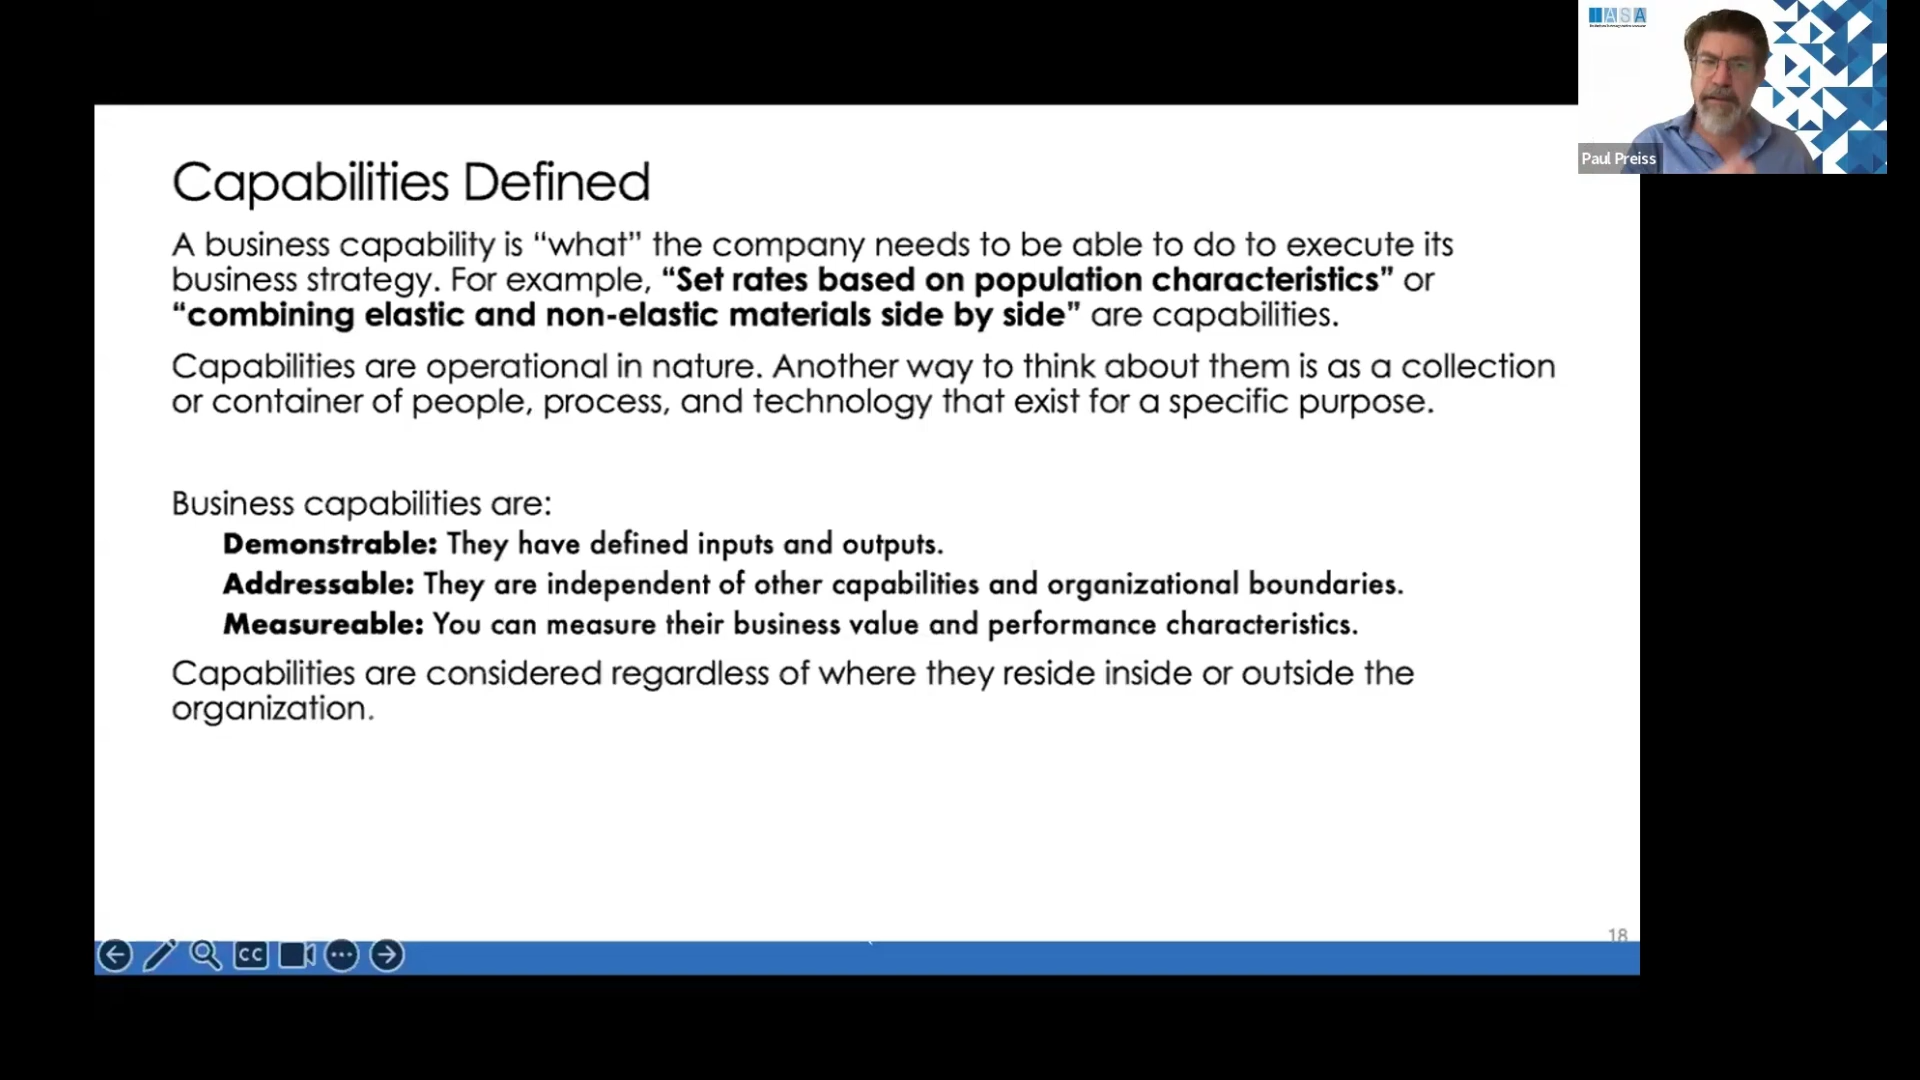 IASA
Paul Preiss
Capabilities Defined
A business capability is “what” the company needs to be able to do to execute its
business strategy. For example, “Set rates based on population characteristics” or
“combining elastic and non-elastic materials side by side” are capabilities.
Capabilities are operational in nature. Another way to think about them is as a collection
or container of people, process, and technology that exist for a specific purpose.
Business capabilities are:
Demonstrable: They have defined inputs and outputs.
Addressable: They are independent of other capabilities and organizational boundaries.
Measureable: You can measure their business value and performance characteristics.
Capabilities are considered regardless of where they reside inside or outside the
organization.
18
CC